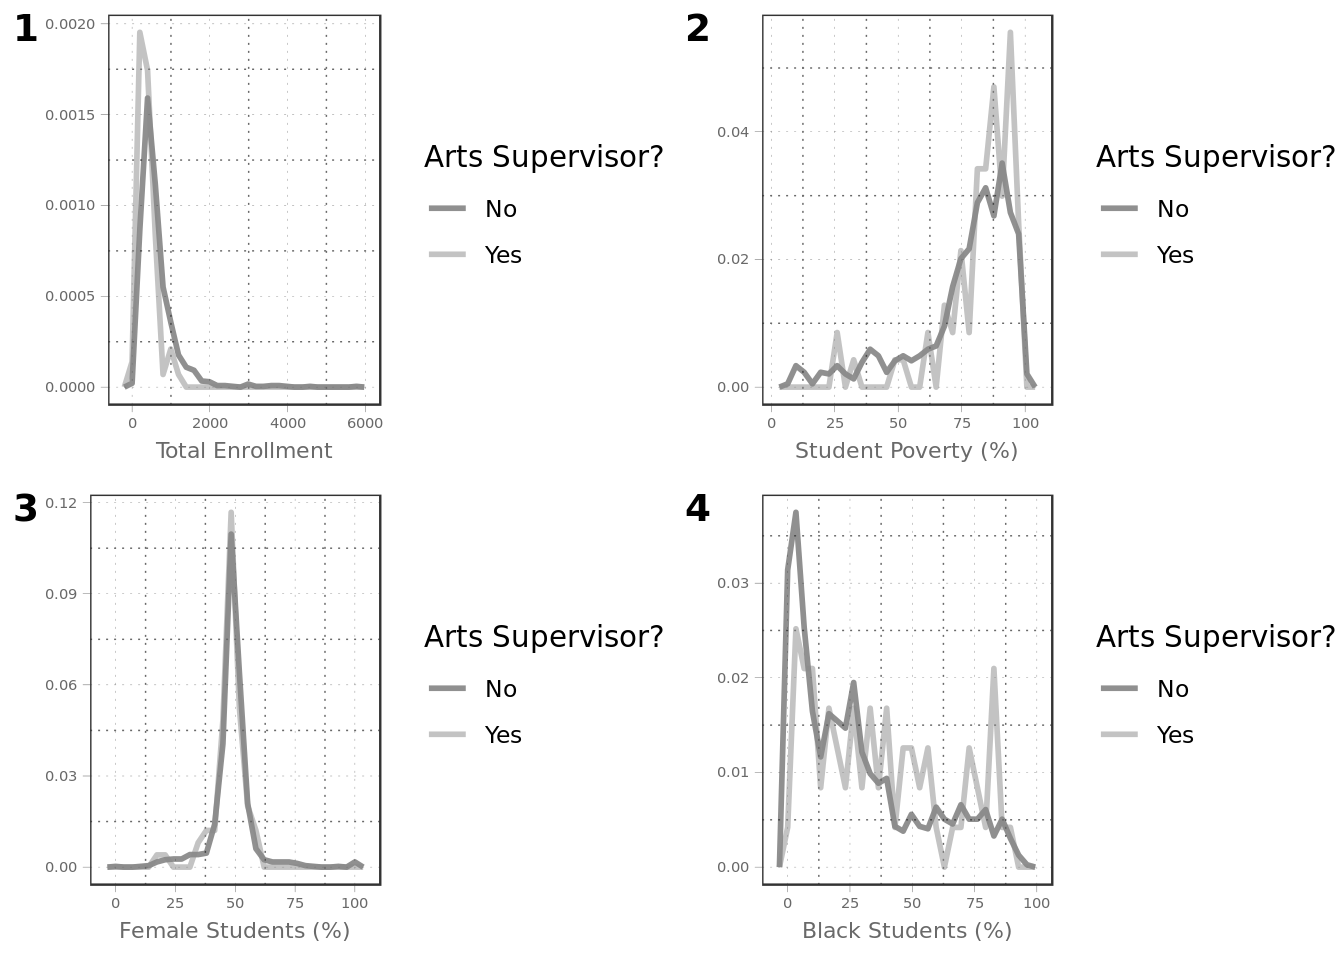 1
0.0020
0.0015
0.0010
0.0005
0.0000
0 2000 4000 6000
Total Enrollment
Arts Supervisor?
No
Yes
2
0.04
0.02
0.00
0 25 50 75 100
Student Poverty (%)
Arts Supervisor?
No
Yes
3
0.12
0.09
0.06
0.03
0.00
0 25 50 75 100
Female Students (%)
Arts Supervisor?
No
Yes
4
0.03
0.02
0.01
0.00
0 25 50 75 100
Black Students (%)
Arts Supervisor?
No
Yes